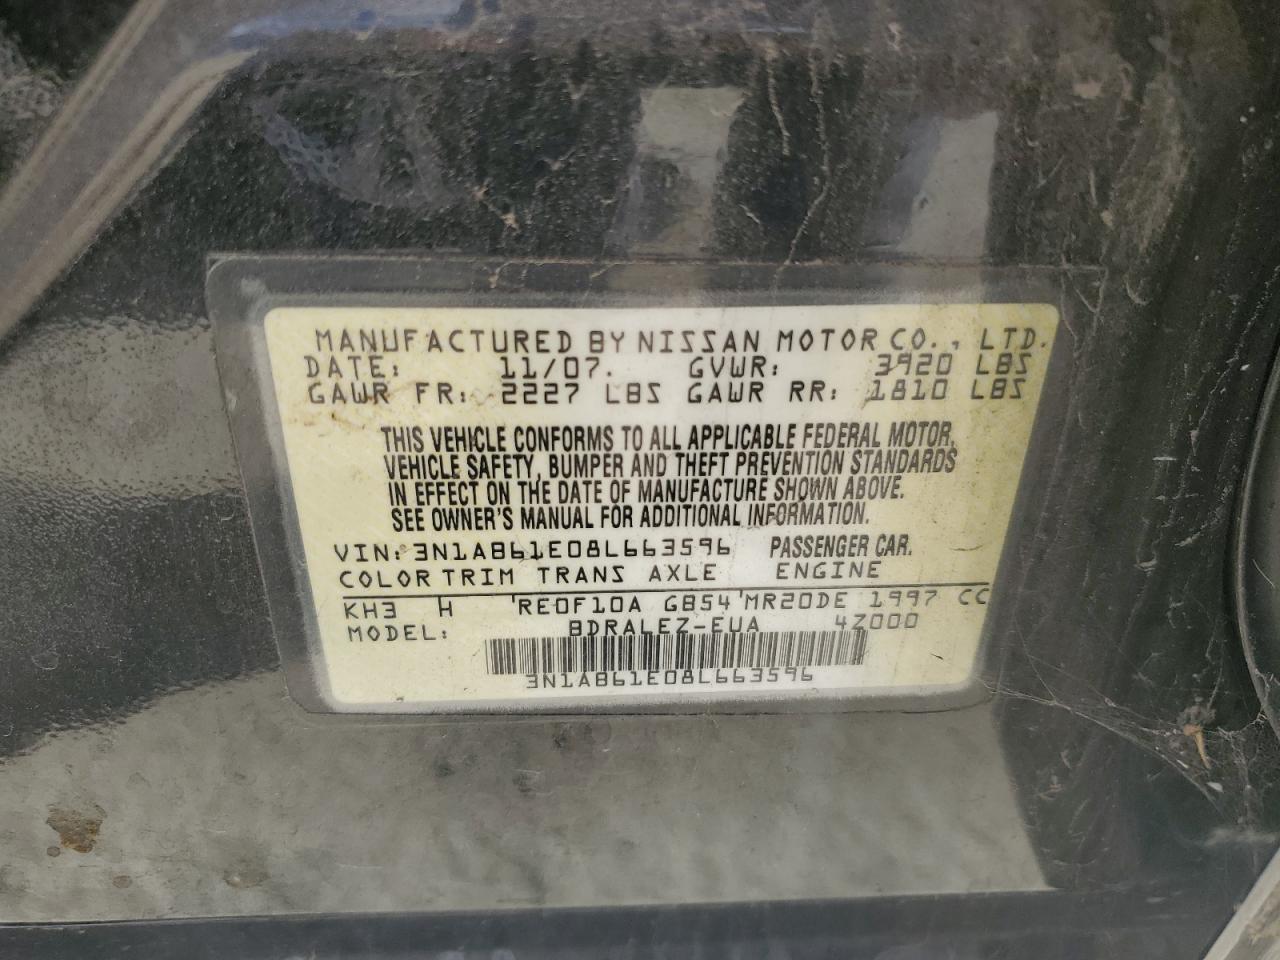 MANUFACTURED BY NISSAN MOTOR CO., LTD.
DATE: 11/07. GVWR: 3920 LBS
GAWR FR: 2227 LBS GAWR RR: 1810 LBS
THIS VEHICLE CONFORMS TO ALL APPLICABLE FEDERAL MOTOR
VEHICLE SAFETY, BUMPER AND THEFT PREVENTION STANDARDS
IN EFFECT ON THE DATE OF MANUFACTURE SHOWN ABOVE.
SEE OWNER'S MANUAL FOR ADDITIONAL INFORMATION.
VIN: 3N1AB61E08L663596 PASSENGER CAR.
COLOR TRIM TRANS AXLE ENGINE
KH3 H RE0F10A GB54 MR20DE 1997 CC
MODEL: BDRALEZ-EUA 4Z000
3N1AB61E08L663596